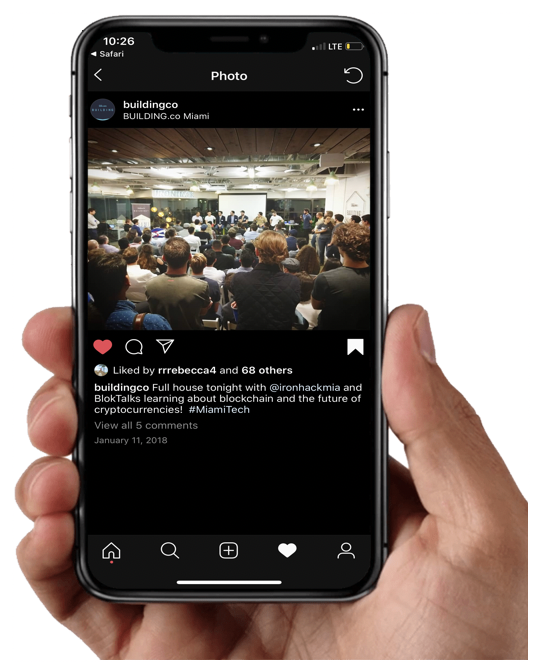 10:26
LTE
◀ Safari
Photo
buildingco
BUILDING.co Miami
Liked by rrrebecca4 and 68 others
buildingco Full house tonight with @ironhackmia and
BlokTalks learning about blockchain and the future of
cryptocurrencies! #MiamiTech
View all 5 comments
January 11, 2018